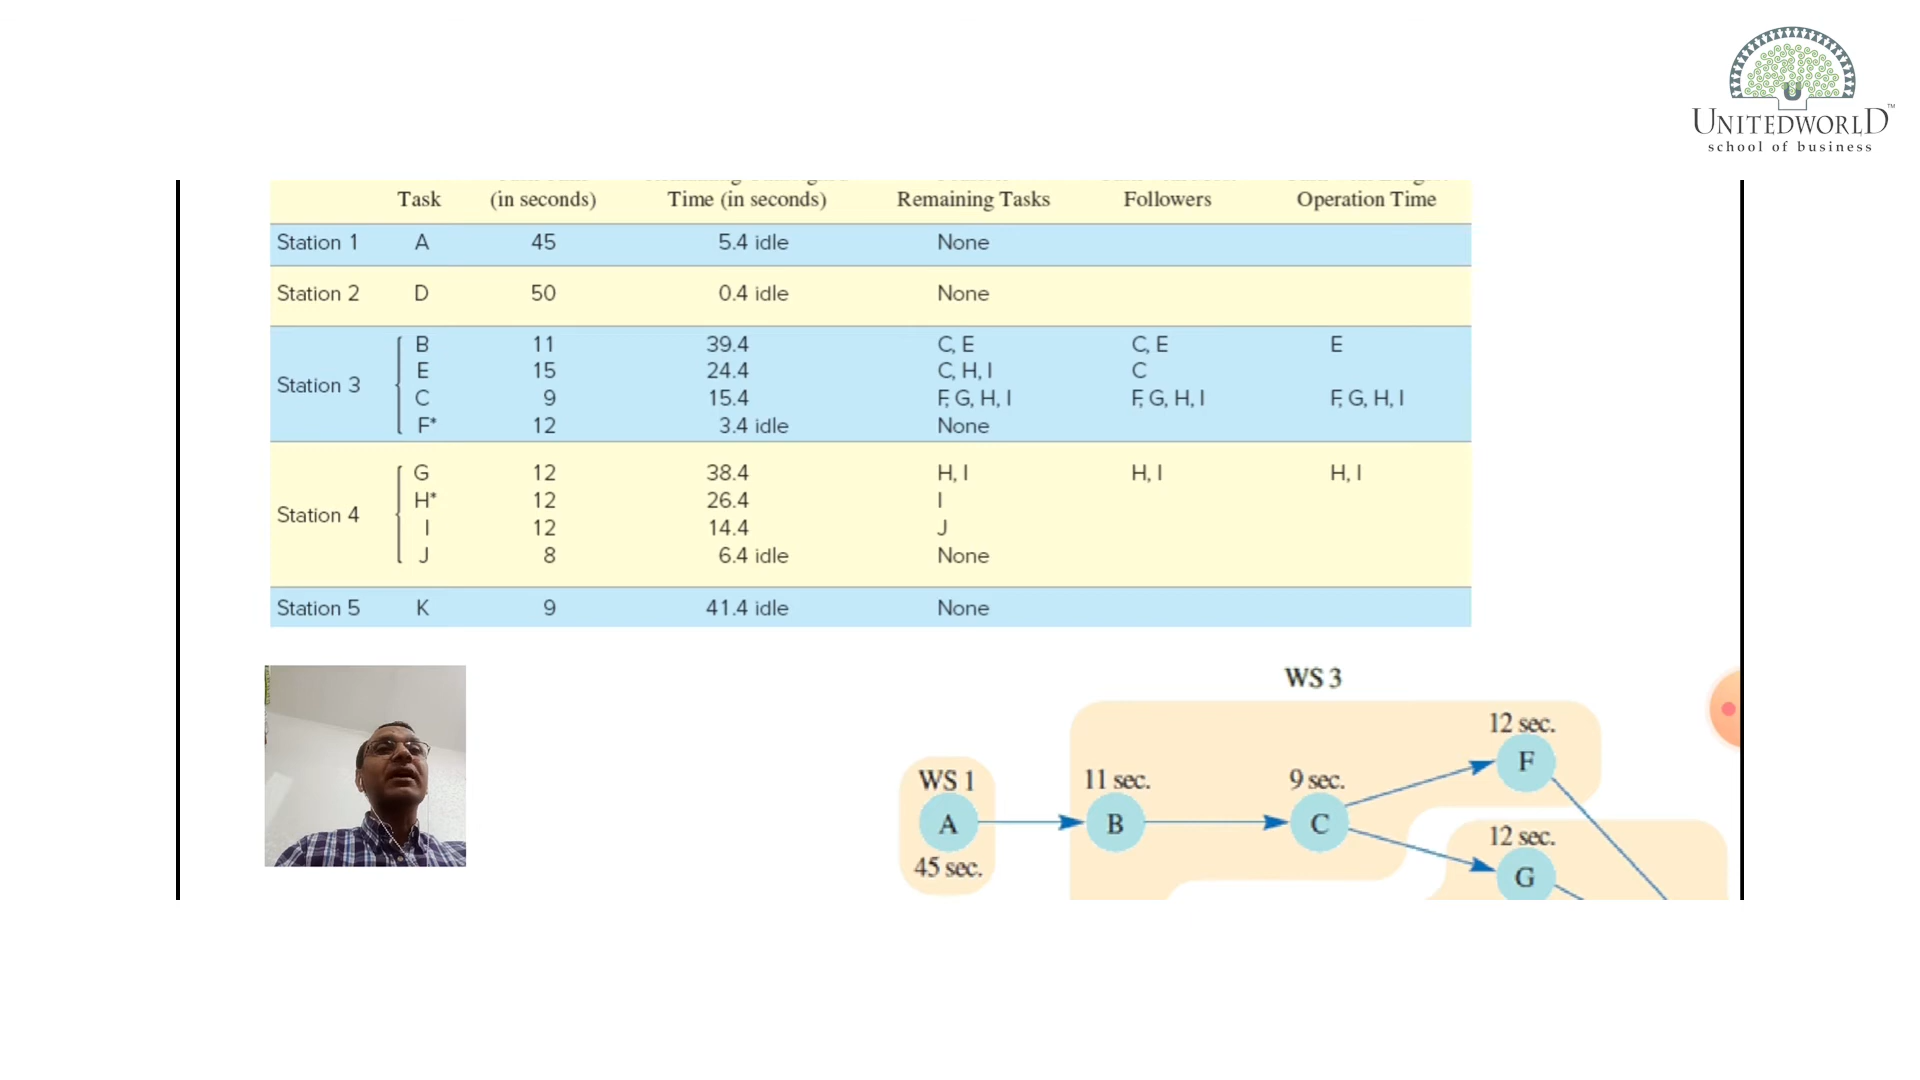 UNITEDWORLD™
school of business
Task (in seconds) Time (in seconds) Remaining Tasks Followers Operation Time
Station 1 A 45 5.4 idle None
Station 2 D 50 0.4 idle None
Station 3
B 11 39.4 C, E C, E E
E 15 24.4 C, H, I C
C 9 15.4 F, G, H, I F, G, H, I F, G, H, I
F* 12 3.4 idle None
Station 4
G 12 38.4 H, I H, I H, I
H* 12 26.4 I
I 12 14.4 J
J 8 6.4 idle None
Station 5 K 9 41.4 idle None
WS 3
12 sec.
F
WS 1 11 sec. 9 sec.
A B C
45 sec.
12 sec.
G